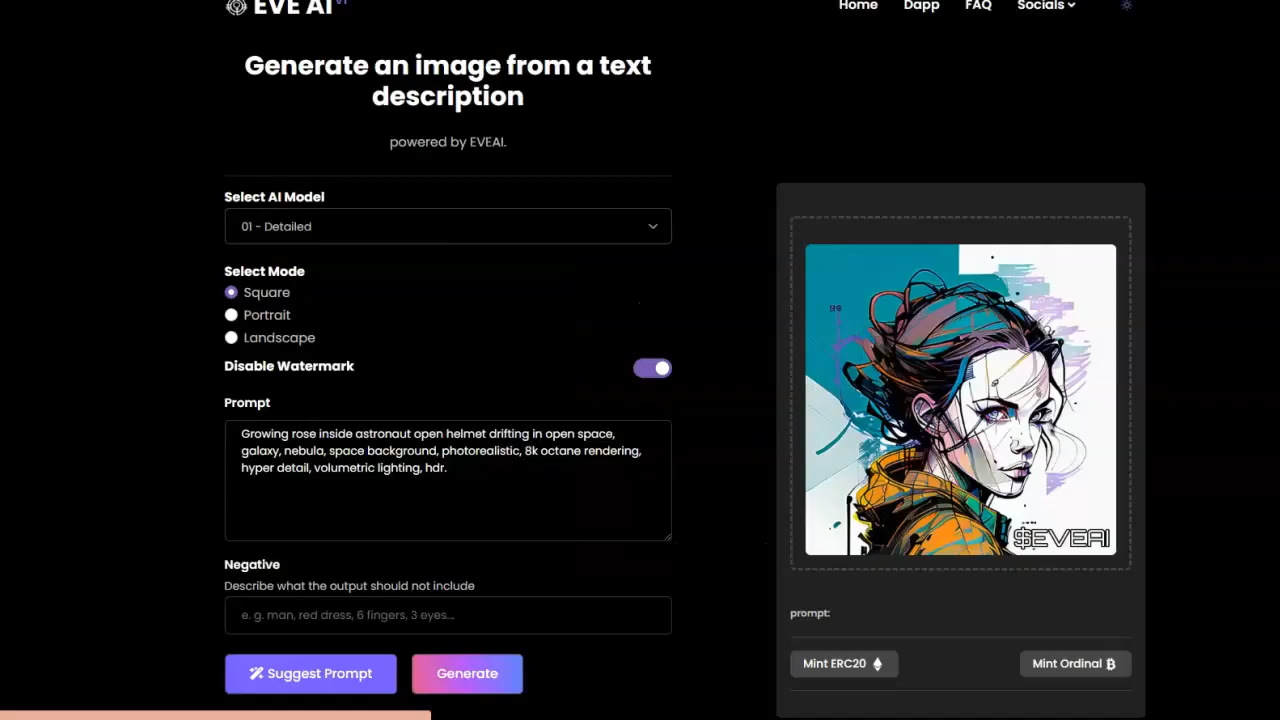 EVE AI V1
Home Dapp FAQ Socials
Generate an image from a text
description
powered by EVEAI.
Select AI Model
01 - Detailed
Select Mode
Square
Portrait
Landscape
Disable Watermark
Prompt
Growing rose inside astronaut open helmet drifting in open space,
galaxy, nebula, space background, photorealistic, 8k octane rendering,
hyper detail, volumetric lighting, hdr.
Negative
Describe what the output should not include
e. g. man, red dress, 6 fingers, 3 eyes...
Suggest Prompt Generate
$EVEAI
prompt:
Mint ERC20 Mint Ordinal